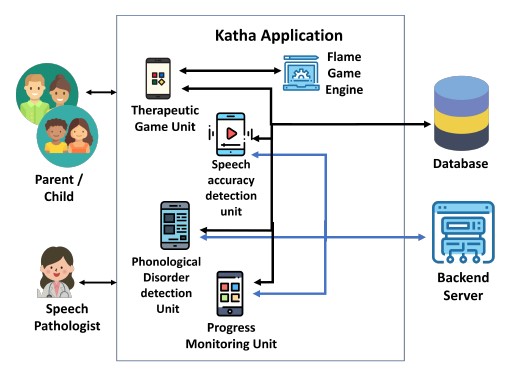 Katha Application
Flame
Game
Engine
Therapeutic
Game Unit
Parent /
Child
Speech
accuracy
detection
unit
Database
Phonological
Disorder
detection
Unit
Progress
Monitoring Unit
Speech
Pathologist
Backend
Server